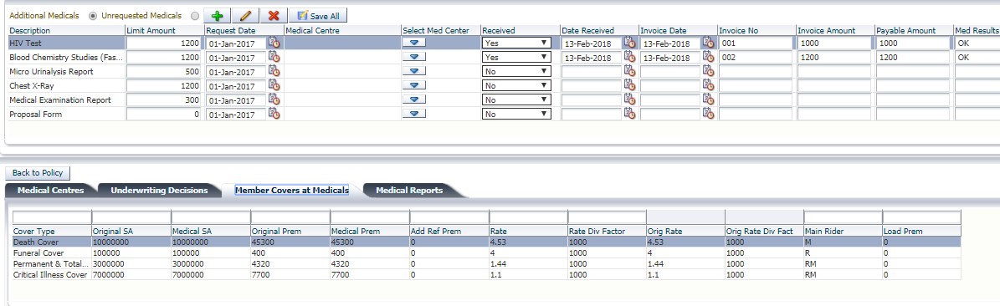 Additional Medicals Unrequested Medicals Save All
Description Limit Amount Request Date Medical Centre Select Med Center Received Date Received Invoice Date Invoice No Invoice Amount Payable Amount Med Results
HIV Test 1200 01-Jan-2017 Yes 13-Feb-2018 13-Feb-2018 001 1000 1000 OK
Blood Chemistry Studies (Fas... 1200 01-Jan-2017 Yes 13-Feb-2018 13-Feb-2018 002 1200 1200 OK
Micro Urinalysis Report 500 01-Jan-2017 No
Chest X-Ray 1200 01-Jan-2017 No
Medical Examination Report 300 01-Jan-2017 No
Proposal Form 0 01-Jan-2017 No
Back to Policy
Medical Centres Underwriting Decisions Member Covers at Medicals Medical Reports
Cover Type Original SA Medical SA Original Prem Medical Prem Add Ref Prem Rate Rate Div Factor Orig Rate Orig Rate Div Fact Main Rider Load Prem
Death Cover 10000000 10000000 45300 45300 0 4.53 1000 4.53 1000 M 0
Funeral Cover 100000 100000 400 400 0 4 1000 4 1000 R 0
Permanent & Total... 3000000 3000000 4320 4320 0 1.44 1000 1.44 1000 RM 0
Critical Illness Cover 7000000 7000000 7700 7700 0 1.1 1000 1.1 1000 RM 0